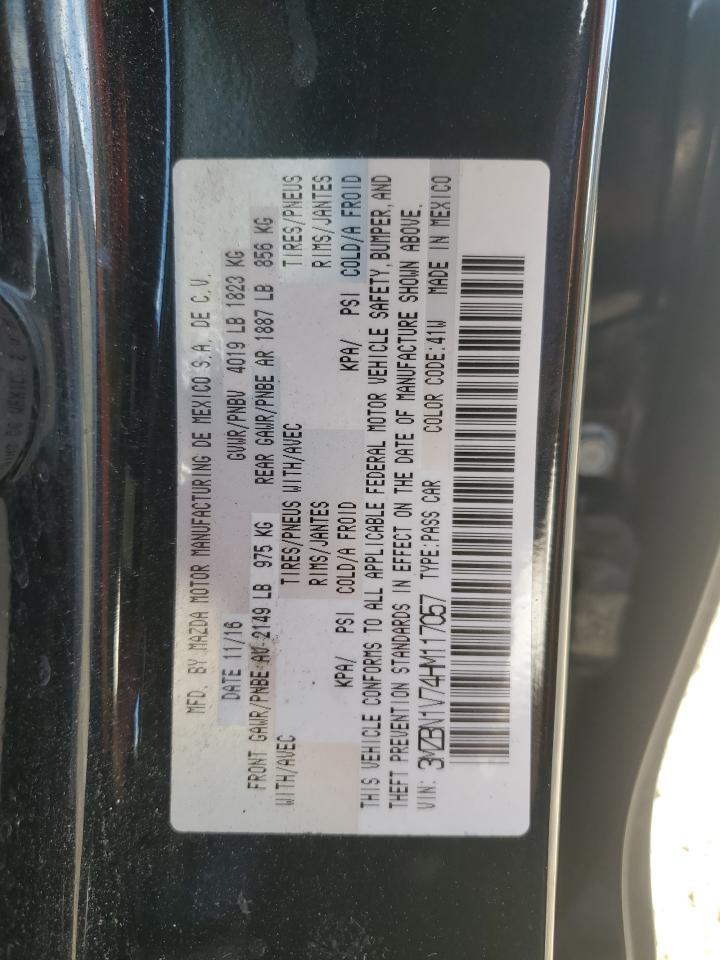 MFD. BY MAZDA MOTOR MANUFACTURING DE MEXICO S.A. DE C.V.
DATE 11/16 GVWR/PNBV 4019 LB 1823 KG
FRONT GAWR/PNBE AV 2149 LB 975 KG REAR GAWR/PNBE AR 1887 LB 856 KG
WITH/AVEC TIRES/PNEUS WITH/AVEC TIRES/PNEUS
RIMS/JANTES RIMS/JANTES
KPA/ PSI COLD/A FROID KPA/ PSI COLD/A FROID
THIS VEHICLE CONFORMS TO ALL APPLICABLE FEDERAL MOTOR VEHICLE SAFETY, BUMPER, AND
THEFT PREVENTION STANDARDS IN EFFECT ON THE DATE OF MANUFACTURE SHOWN ABOVE.
VIN: 3MZBN1V74HM117057 TYPE:PASS CAR COLOR CODE:41W MADE IN MEXICO